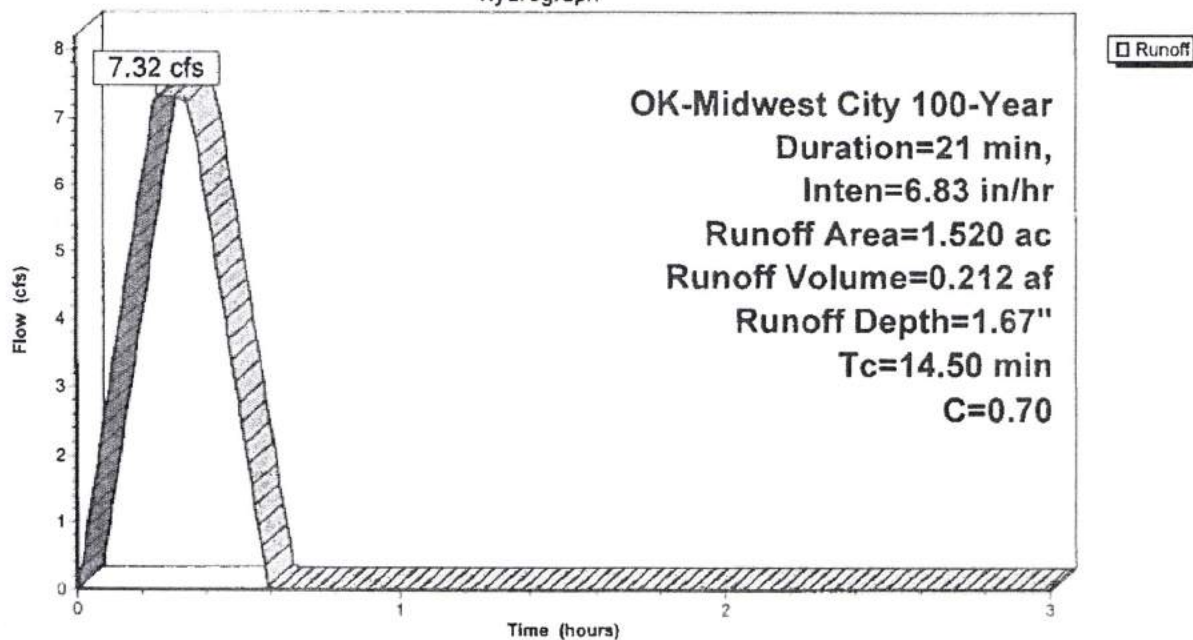 Hydrograph
Runoff
8
7.32 cfs
7
6
5
4
3
2
1
0
Flow (cfs)
OK-Midwest City 100-Year
Duration=21 min,
Inten=6.83 in/hr
Runoff Area=1.520 ac
Runoff Volume=0.212 af
Runoff Depth=1.67"
Tc=14.50 min
C=0.70
0 1 2 3
Time (hours)